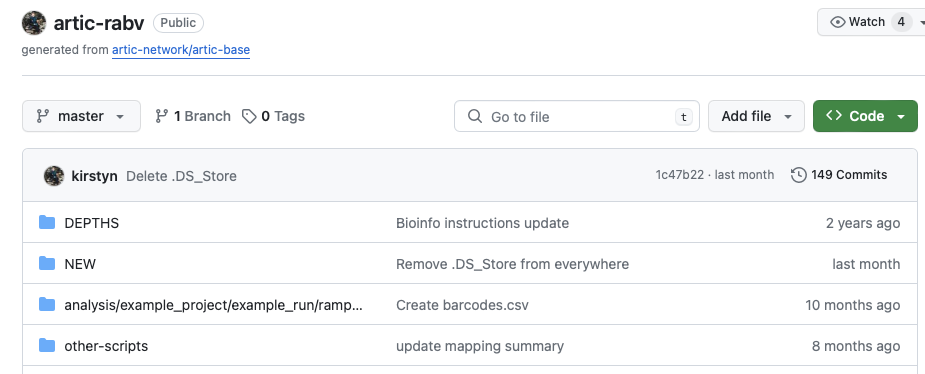 artic-rabv Public
Watch 4
generated from artic-network/artic-base
master 1 Branch 0 Tags Go to file t Add file Code
kirstyn Delete .DS_Store 1c47b22 · last month 149 Commits
DEPTHS Bioinfo instructions update 2 years ago
NEW Remove .DS_Store from everywhere last month
analysis/example_project/example_run/ramp... Create barcodes.csv 10 months ago
other-scripts update mapping summary 8 months ago